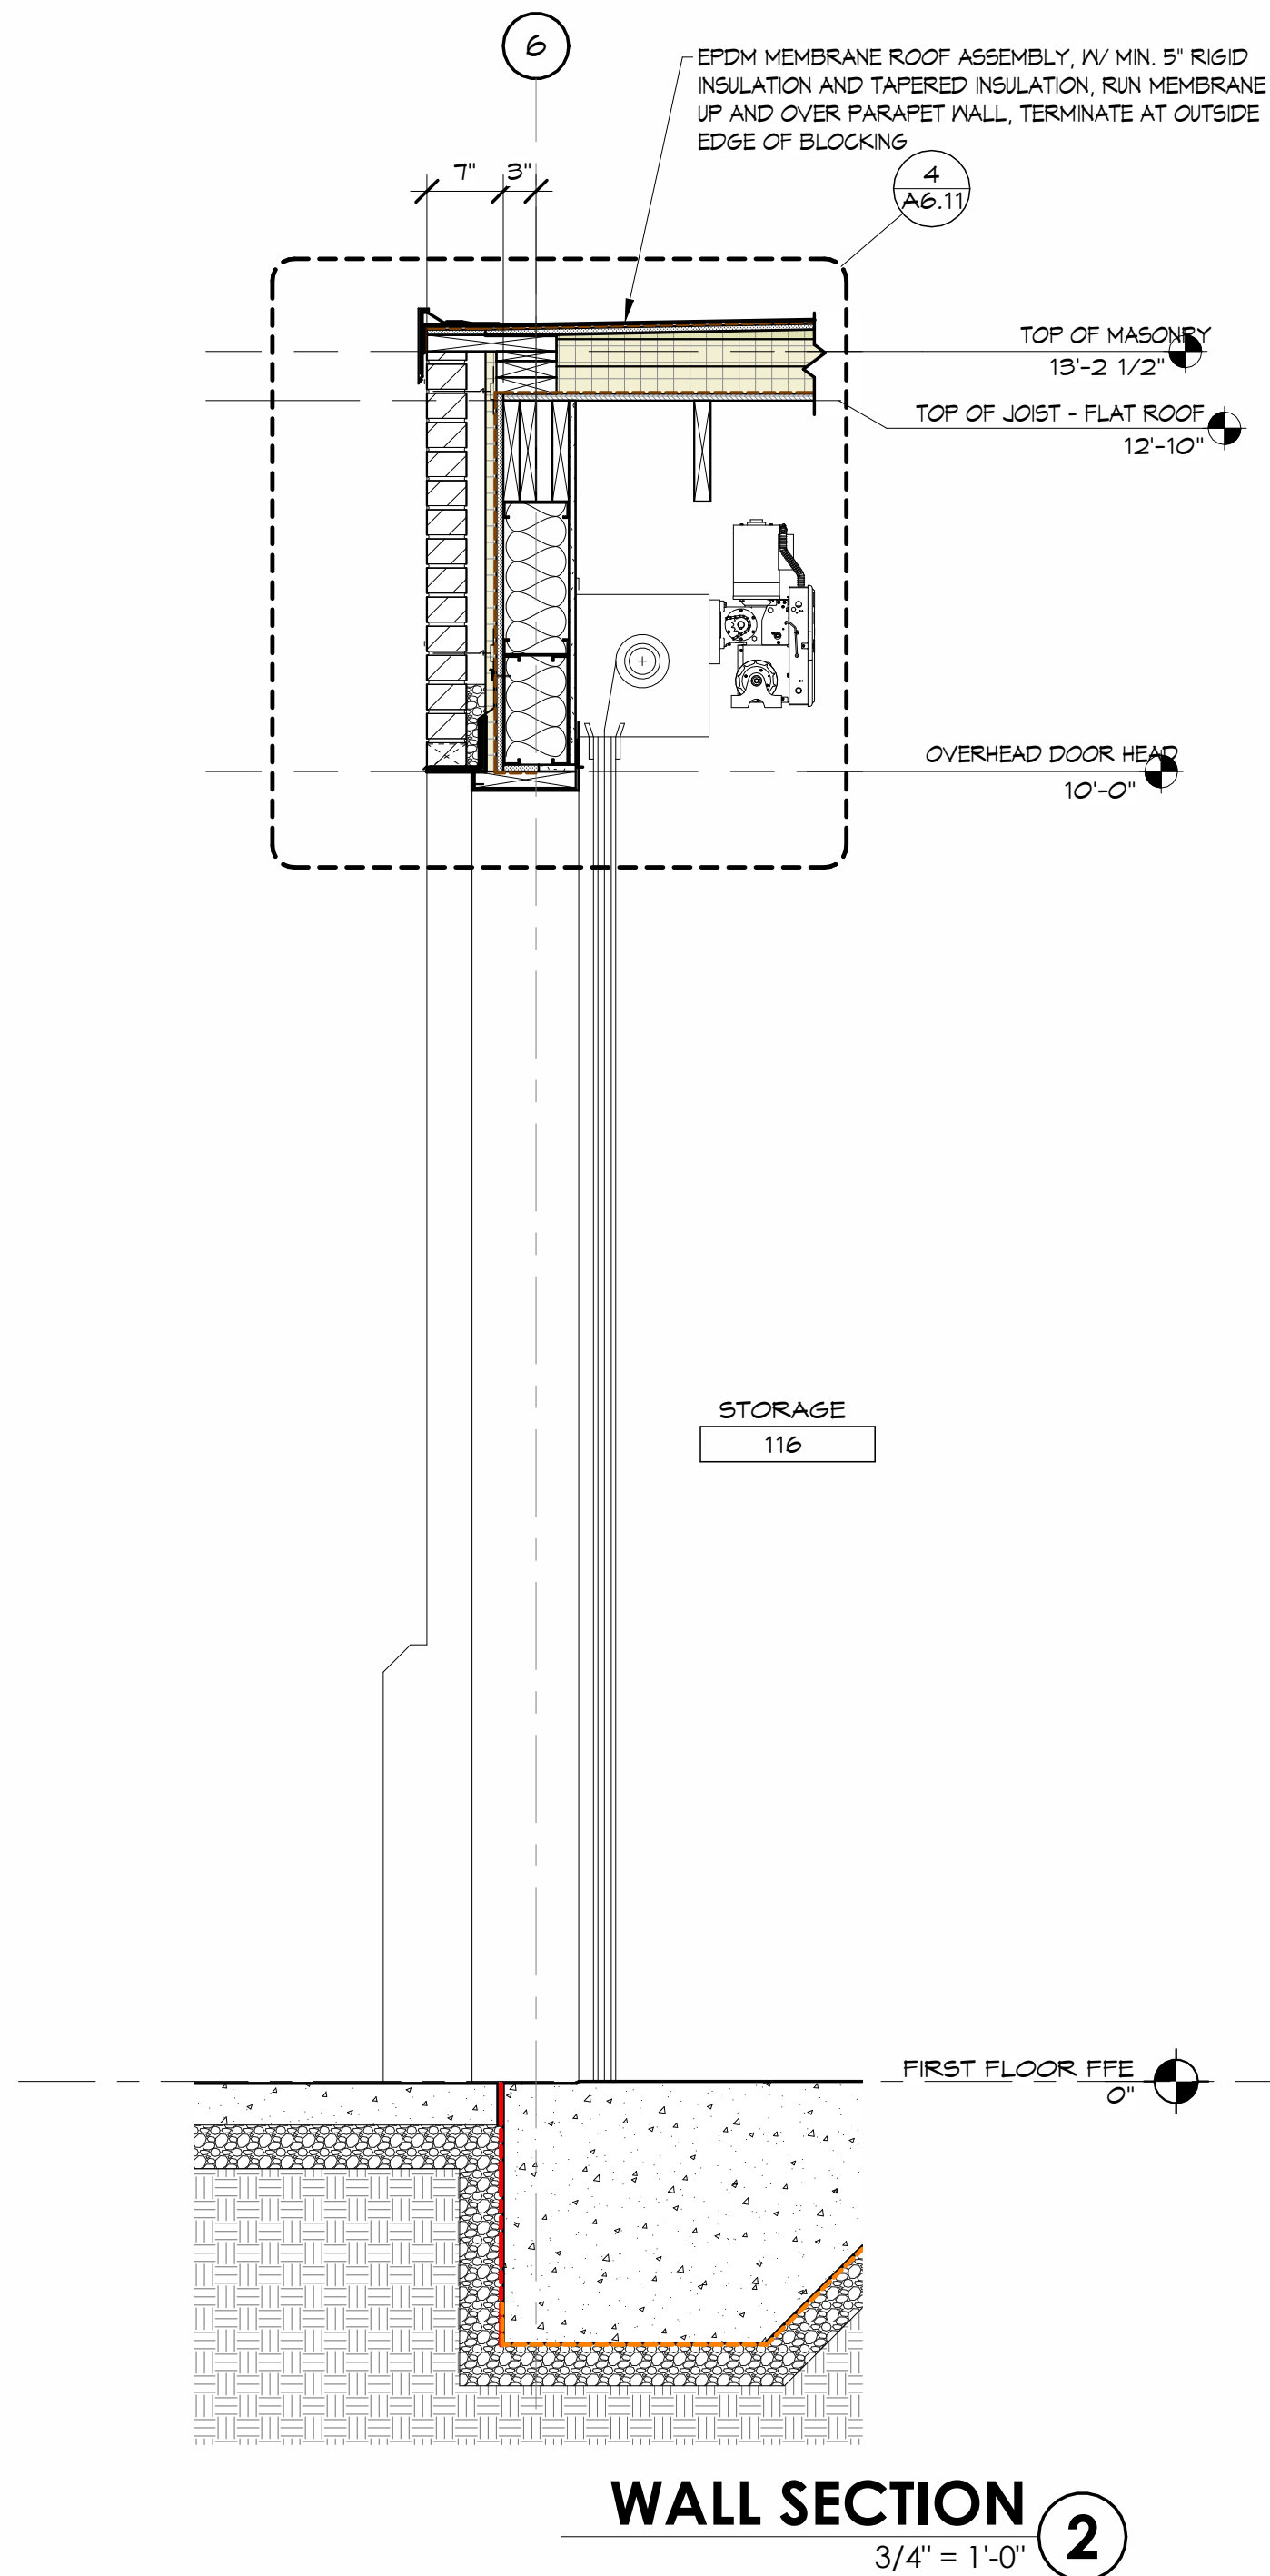 6
EPDM MEMBRANE ROOF ASSEMBLY, W/ MIN. 5" RIGID
INSULATION AND TAPERED INSULATION, RUN MEMBRANE
UP AND OVER PARAPET WALL, TERMINATE AT OUTSIDE
EDGE OF BLOCKING
7" 3"
4
A6.11
TOP OF MASONRY
13'-2 1/2"
TOP OF JOIST - FLAT ROOF
12'-10"
OVERHEAD DOOR HEAD
10'-0"
STORAGE
116
FIRST FLOOR FFE
0"
WALL SECTION 2
3/4" = 1'-0"